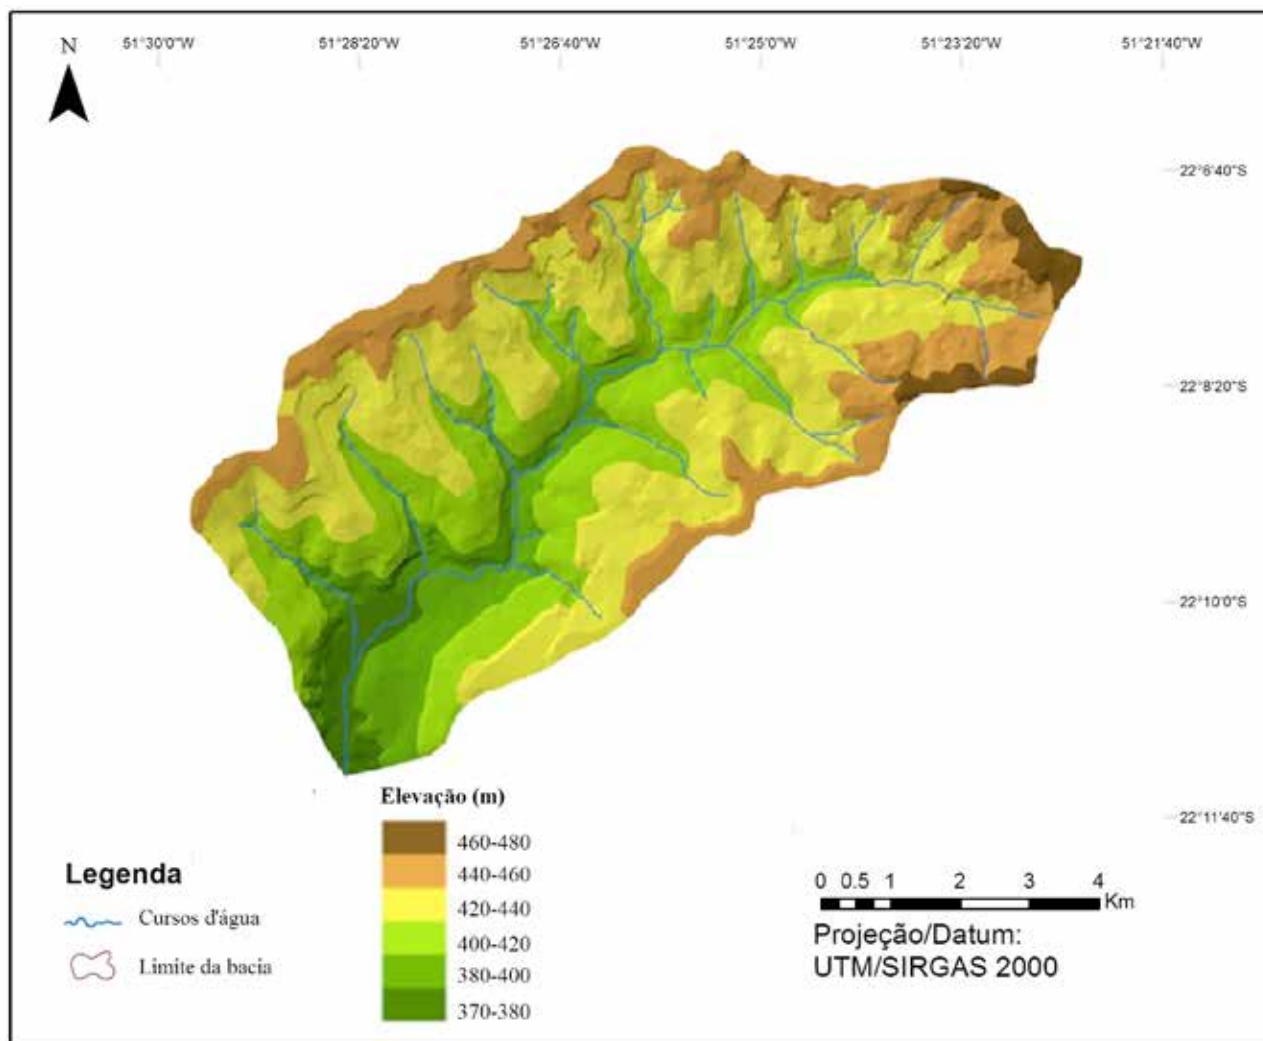 N
51°30'0"W 51°28'20"W 51°26'40"W 51°25'0"W 51°23'20"W 51°21'40"W
22°6'40"S
22°8'20"S
22°10'0"S
22°11'40"S
Elevação (m)
460-480
440-460
420-440
400-420
380-400
370-380
Legenda
Cursos d'água
Limite da bacia
0 0.5 1 2 3 4
Km
Projeção/Datum:
UTM/SIRGAS 2000